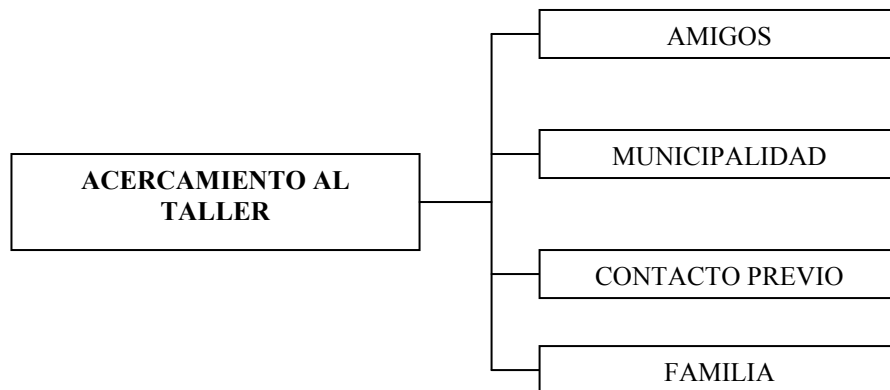 AMIGOS
MUNICIPALIDAD
ACERCAMIENTO AL
TALLER
CONTACTO PREVIO
FAMILIA